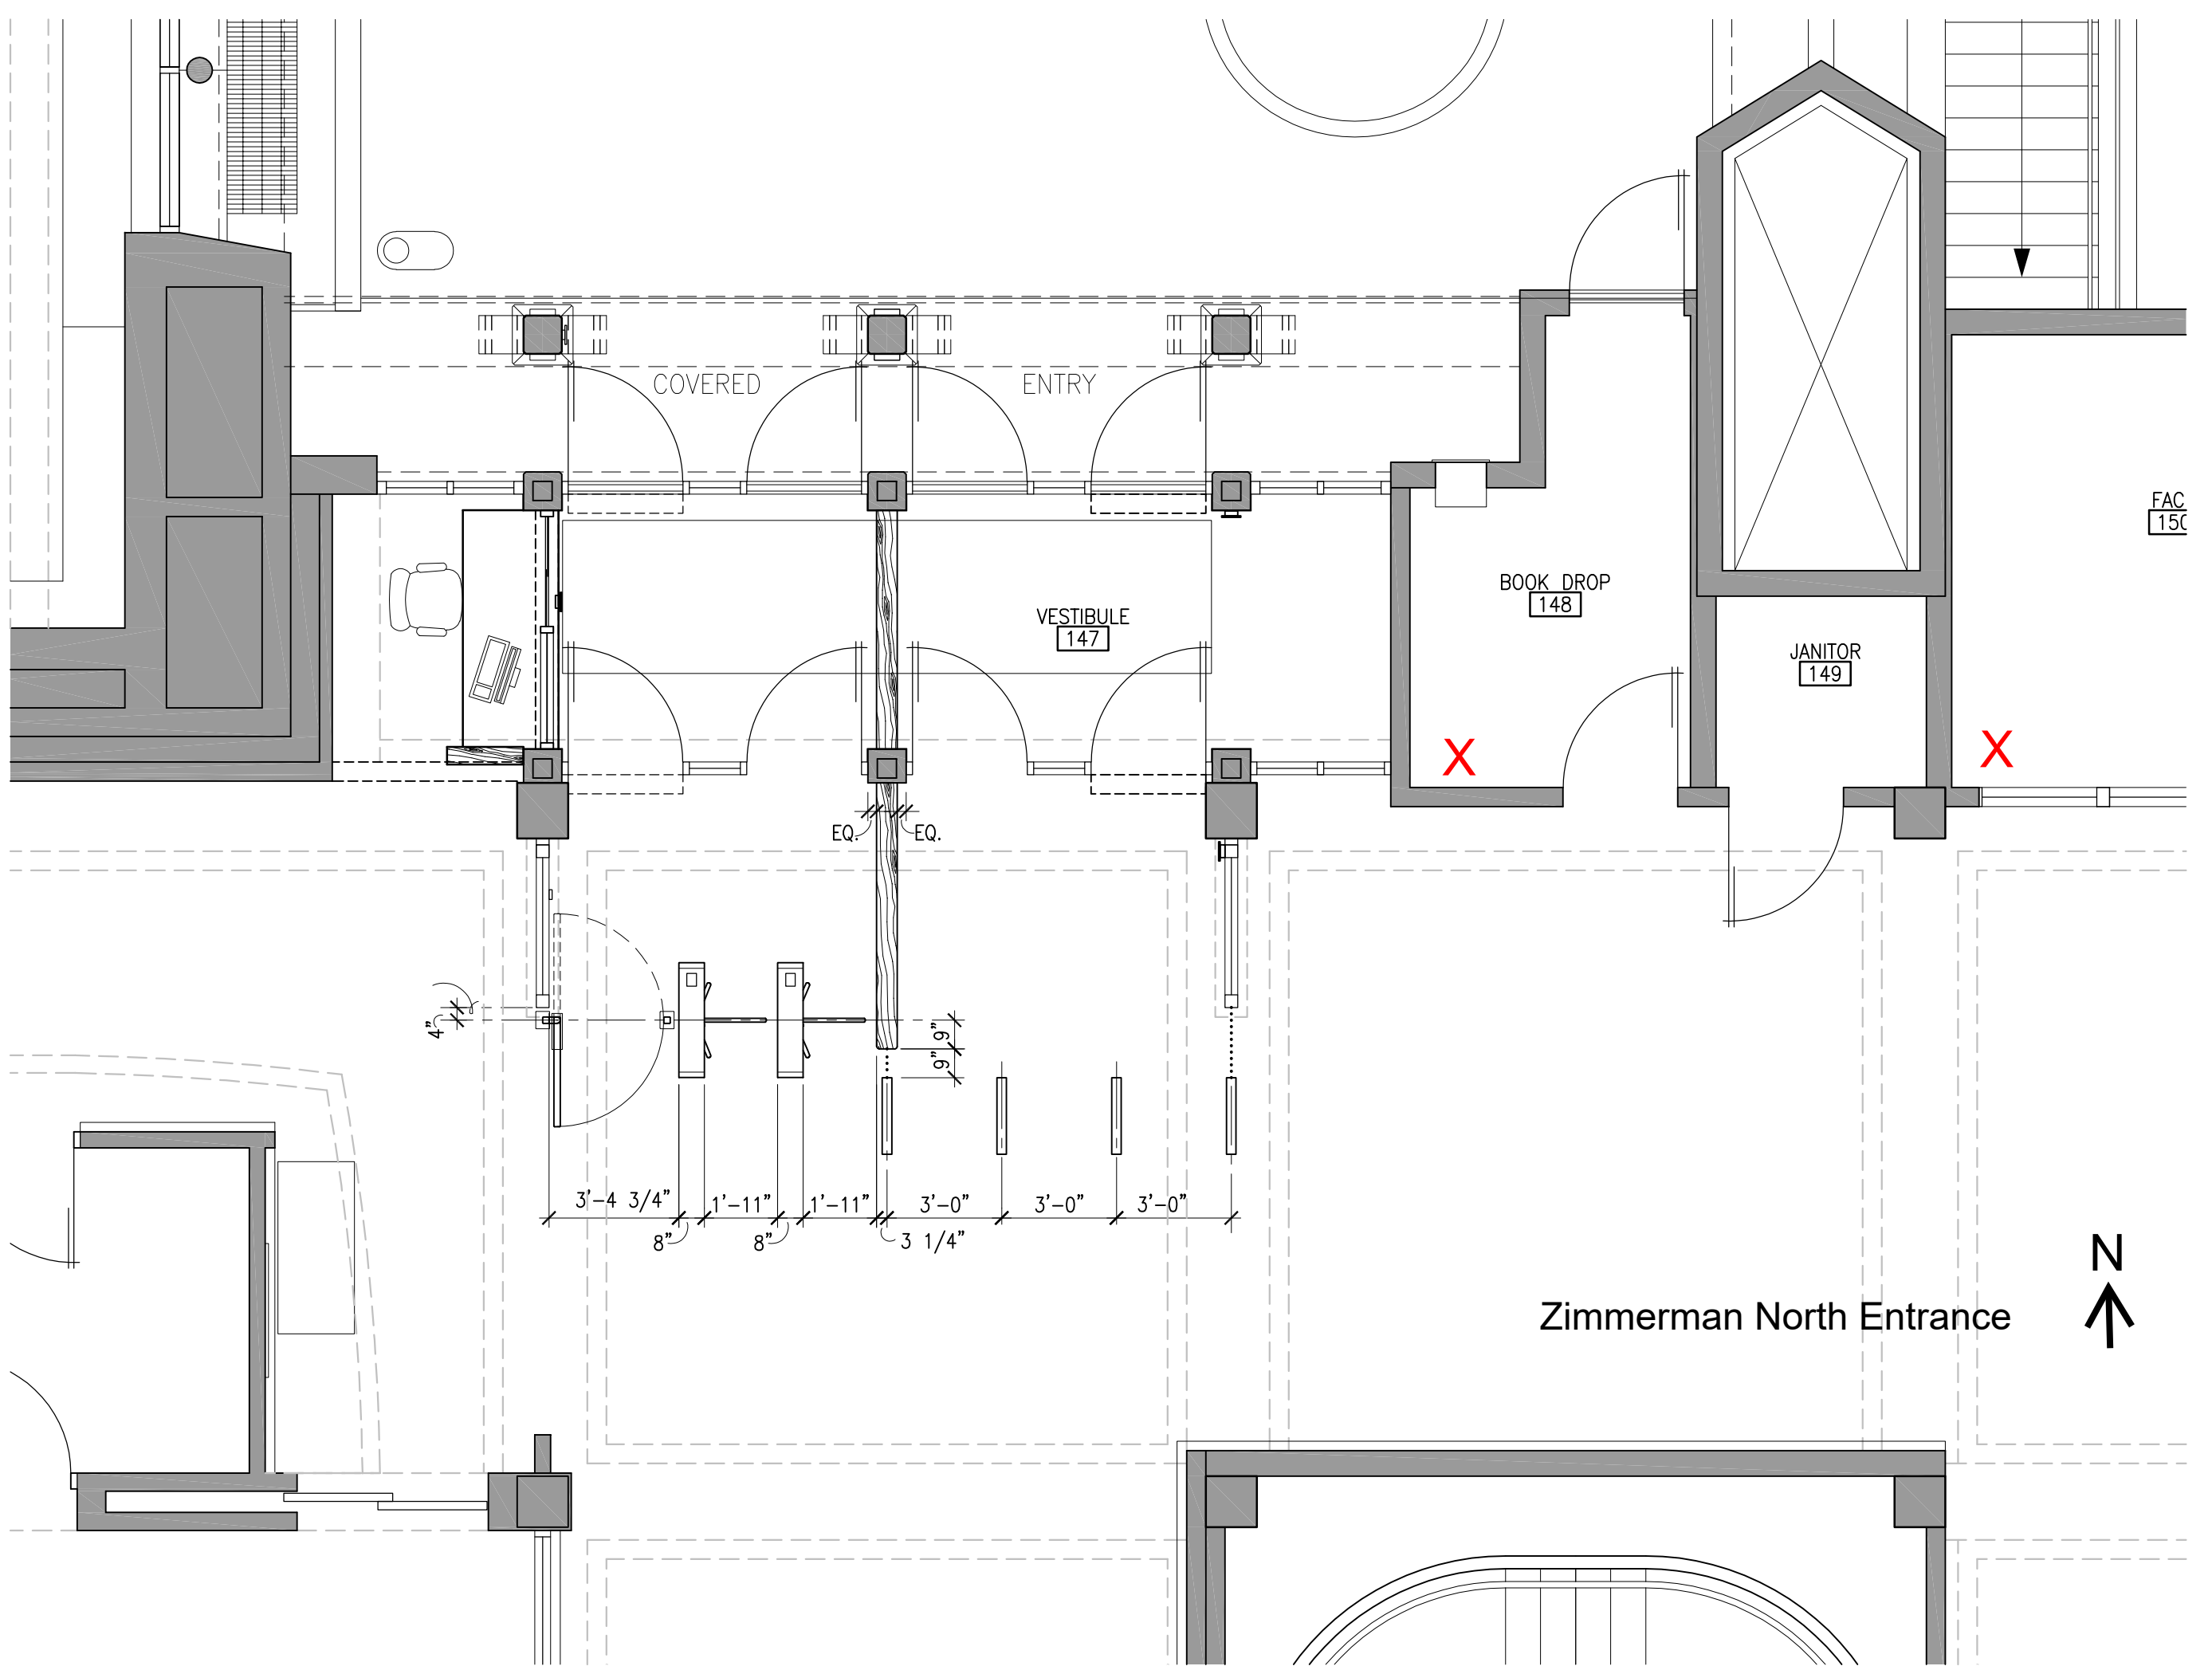 COVERED ENTRY
FAC
150
BOOK DROP
148
VESTIBULE
147
JANITOR
149
X
X
EQ.
EQ.
4"
9"
9"
3'-4 3/4"
1'-11"
1'-11"
3'-0"
3'-0"
3'-0"
8"
8"
3 1/4"
N
Zimmerman North Entrance